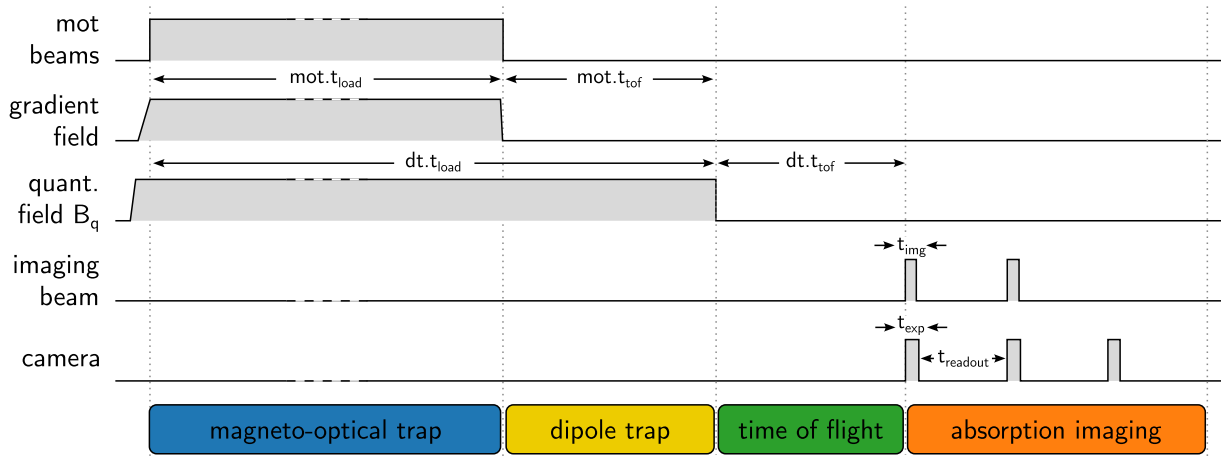 mot
beams
mot.t_load
mot.t_tof
gradient
field
dt.t_load
dt.t_tof
quant.
field B_q
t_img
imaging
beam
t_exp
camera
t_readout
magneto-optical trap
dipole trap
time of flight
absorption imaging